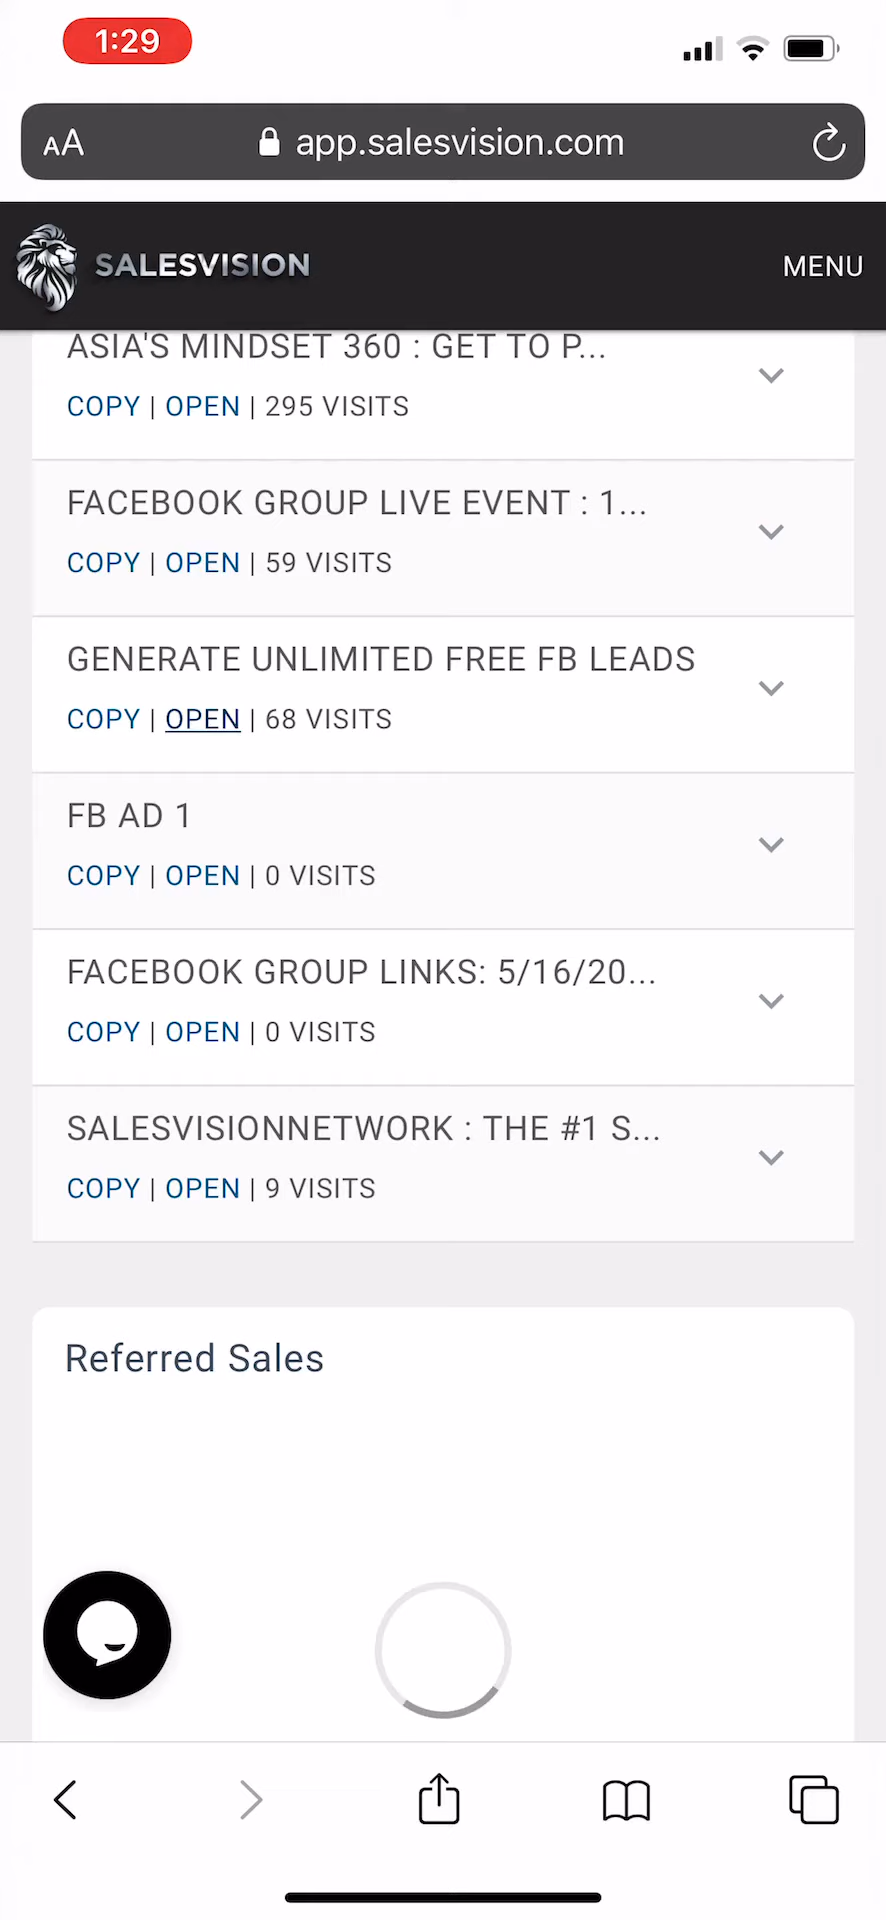 1:29
AA app.salesvision.com
SALESVISION MENU
ASIA'S MINDSET 360 : GET TO P...
COPY | OPEN | 295 VISITS
FACEBOOK GROUP LIVE EVENT : 1...
COPY | OPEN | 59 VISITS
GENERATE UNLIMITED FREE FB LEADS
COPY | OPEN | 68 VISITS
FB AD 1
COPY | OPEN | 0 VISITS
FACEBOOK GROUP LINKS: 5/16/20...
COPY | OPEN | 0 VISITS
SALESVISIONNETWORK : THE #1 S...
COPY | OPEN | 9 VISITS
Referred Sales